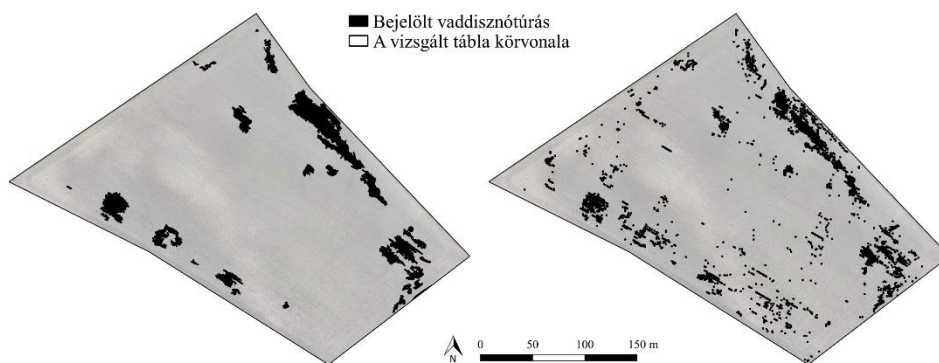 Bejelölt vaddisznótúrás
A vizsgált tábla körvonala
N
0 50 100 150 m